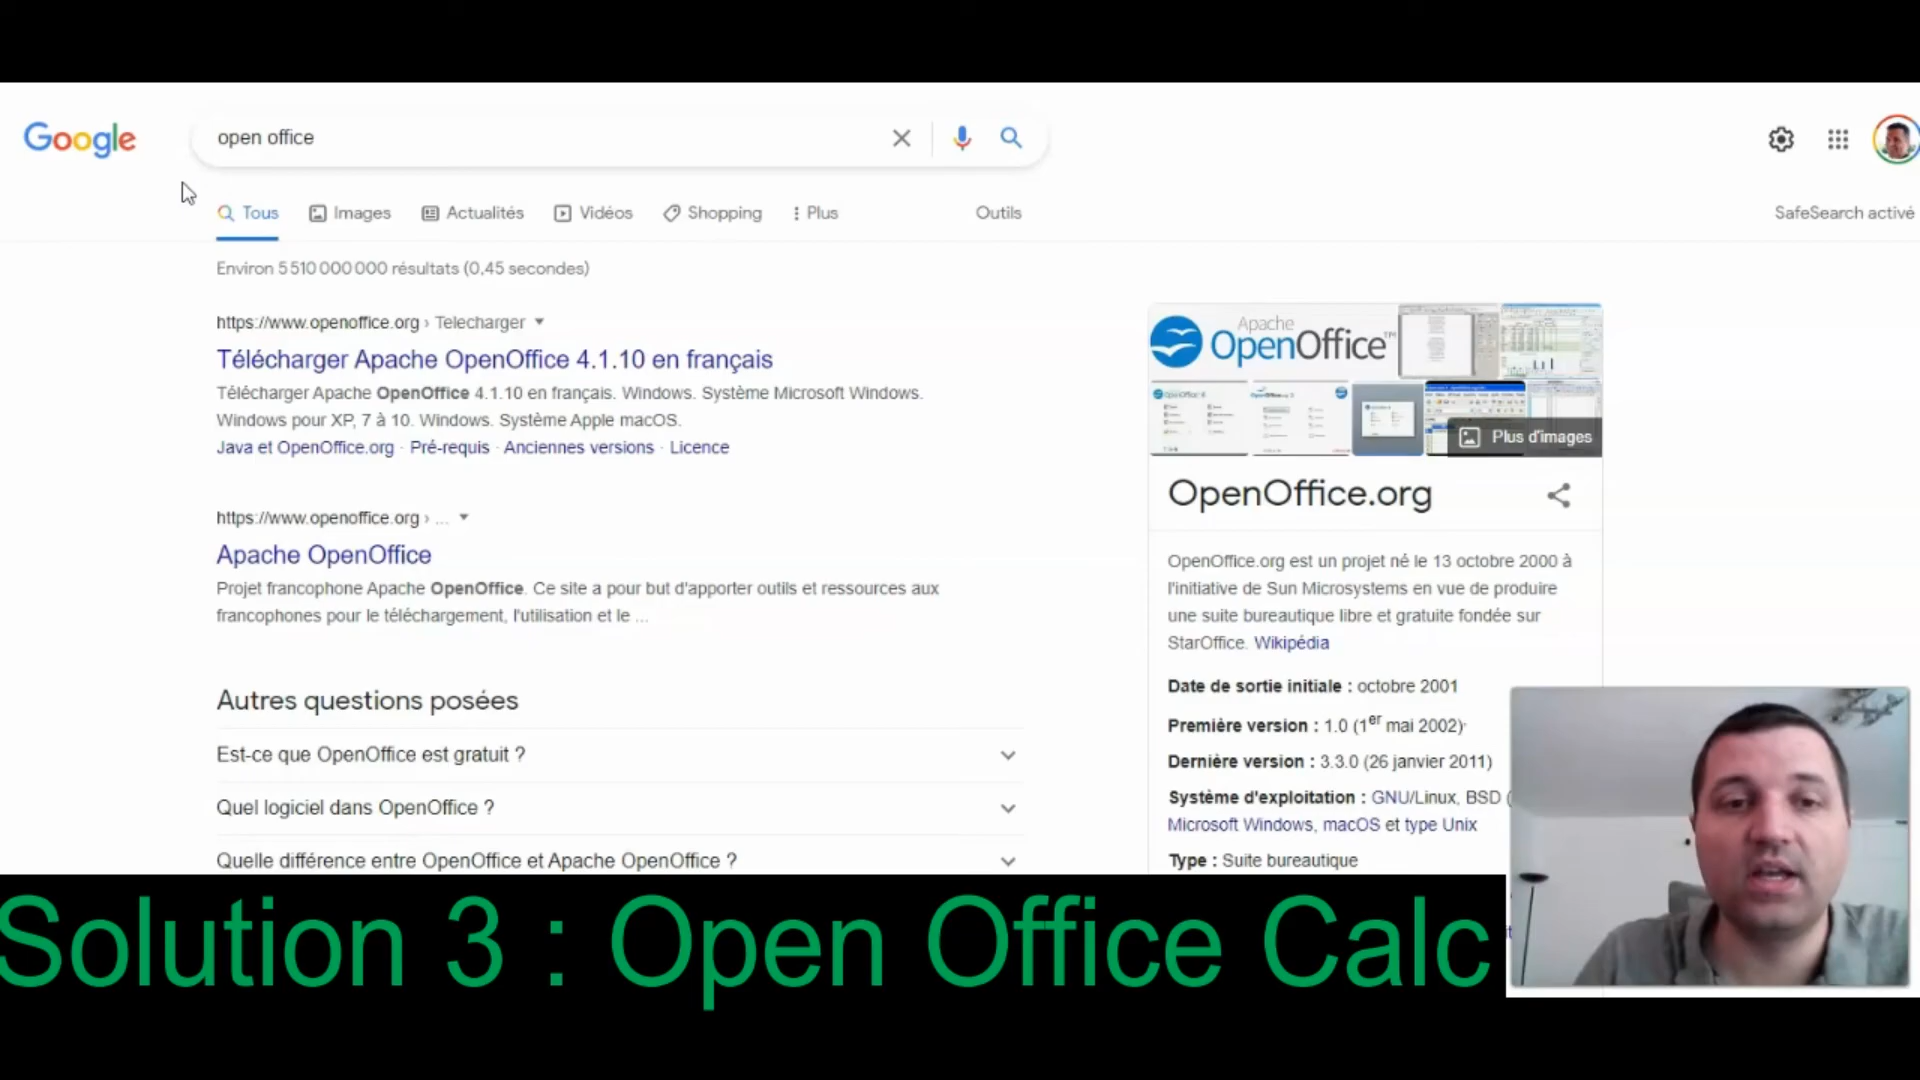 Google
open office
Tous
Images
Actualités
Vidéos
Shopping
Plus
Outils
SafeSearch activé
Environ 5 510 000 000 résultats (0,45 secondes)
https://www.openoffice.org › Telecharger
Télécharger Apache OpenOffice 4.1.10 en français
Télécharger Apache OpenOffice 4.1.10 en français. Windows. Système Microsoft Windows.
Windows pour XP, 7 à 10. Windows. Système Apple macOS.
Java et OpenOffice.org · Pré-requis · Anciennes versions · Licence
https://www.openoffice.org › ...
Apache OpenOffice
Projet francophone Apache OpenOffice. Ce site a pour but d'apporter outils et ressources aux
francophones pour le téléchargement, l'utilisation et le ...
Autres questions posées
Est-ce que OpenOffice est gratuit ?
Quel logiciel dans OpenOffice ?
Quelle différence entre OpenOffice et Apache OpenOffice ?
Apache
OpenOffice™
Plus d'images
OpenOffice.org
OpenOffice.org est un projet né le 13 octobre 2000 à
l'initiative de Sun Microsystems en vue de produire
une suite bureautique libre et gratuite fondée sur
StarOffice. Wikipédia
Date de sortie initiale : octobre 2001
Première version : 1.0 (1er mai 2002)
Dernière version : 3.3.0 (26 janvier 2011)
Système d'exploitation : GNU/Linux, BSD (
Microsoft Windows, macOS et type Unix
Type : Suite bureautique
Solution 3 : Open Office Calc